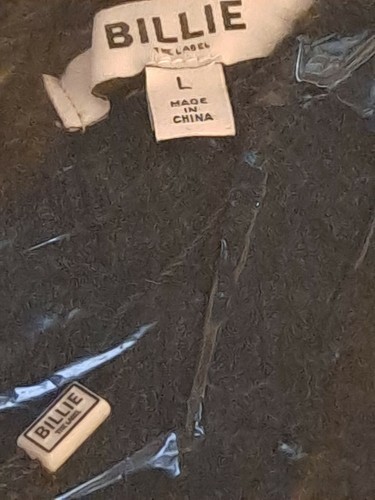 BILLIE
THE LABEL
L
MADE
IN
CHINA
BILLIE
THE LABEL